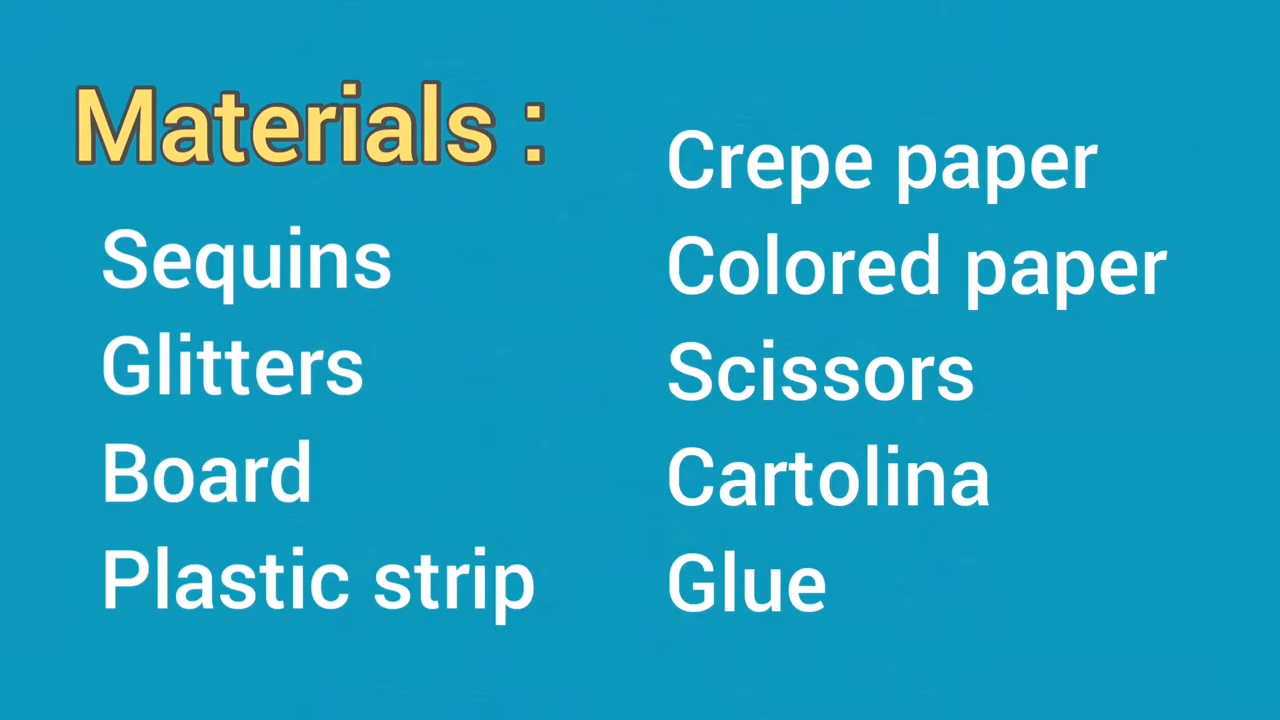 Materials :
Sequins
Glitters
Board
Plastic strip
Crepe paper
Colored paper
Scissors
Cartolina
Glue